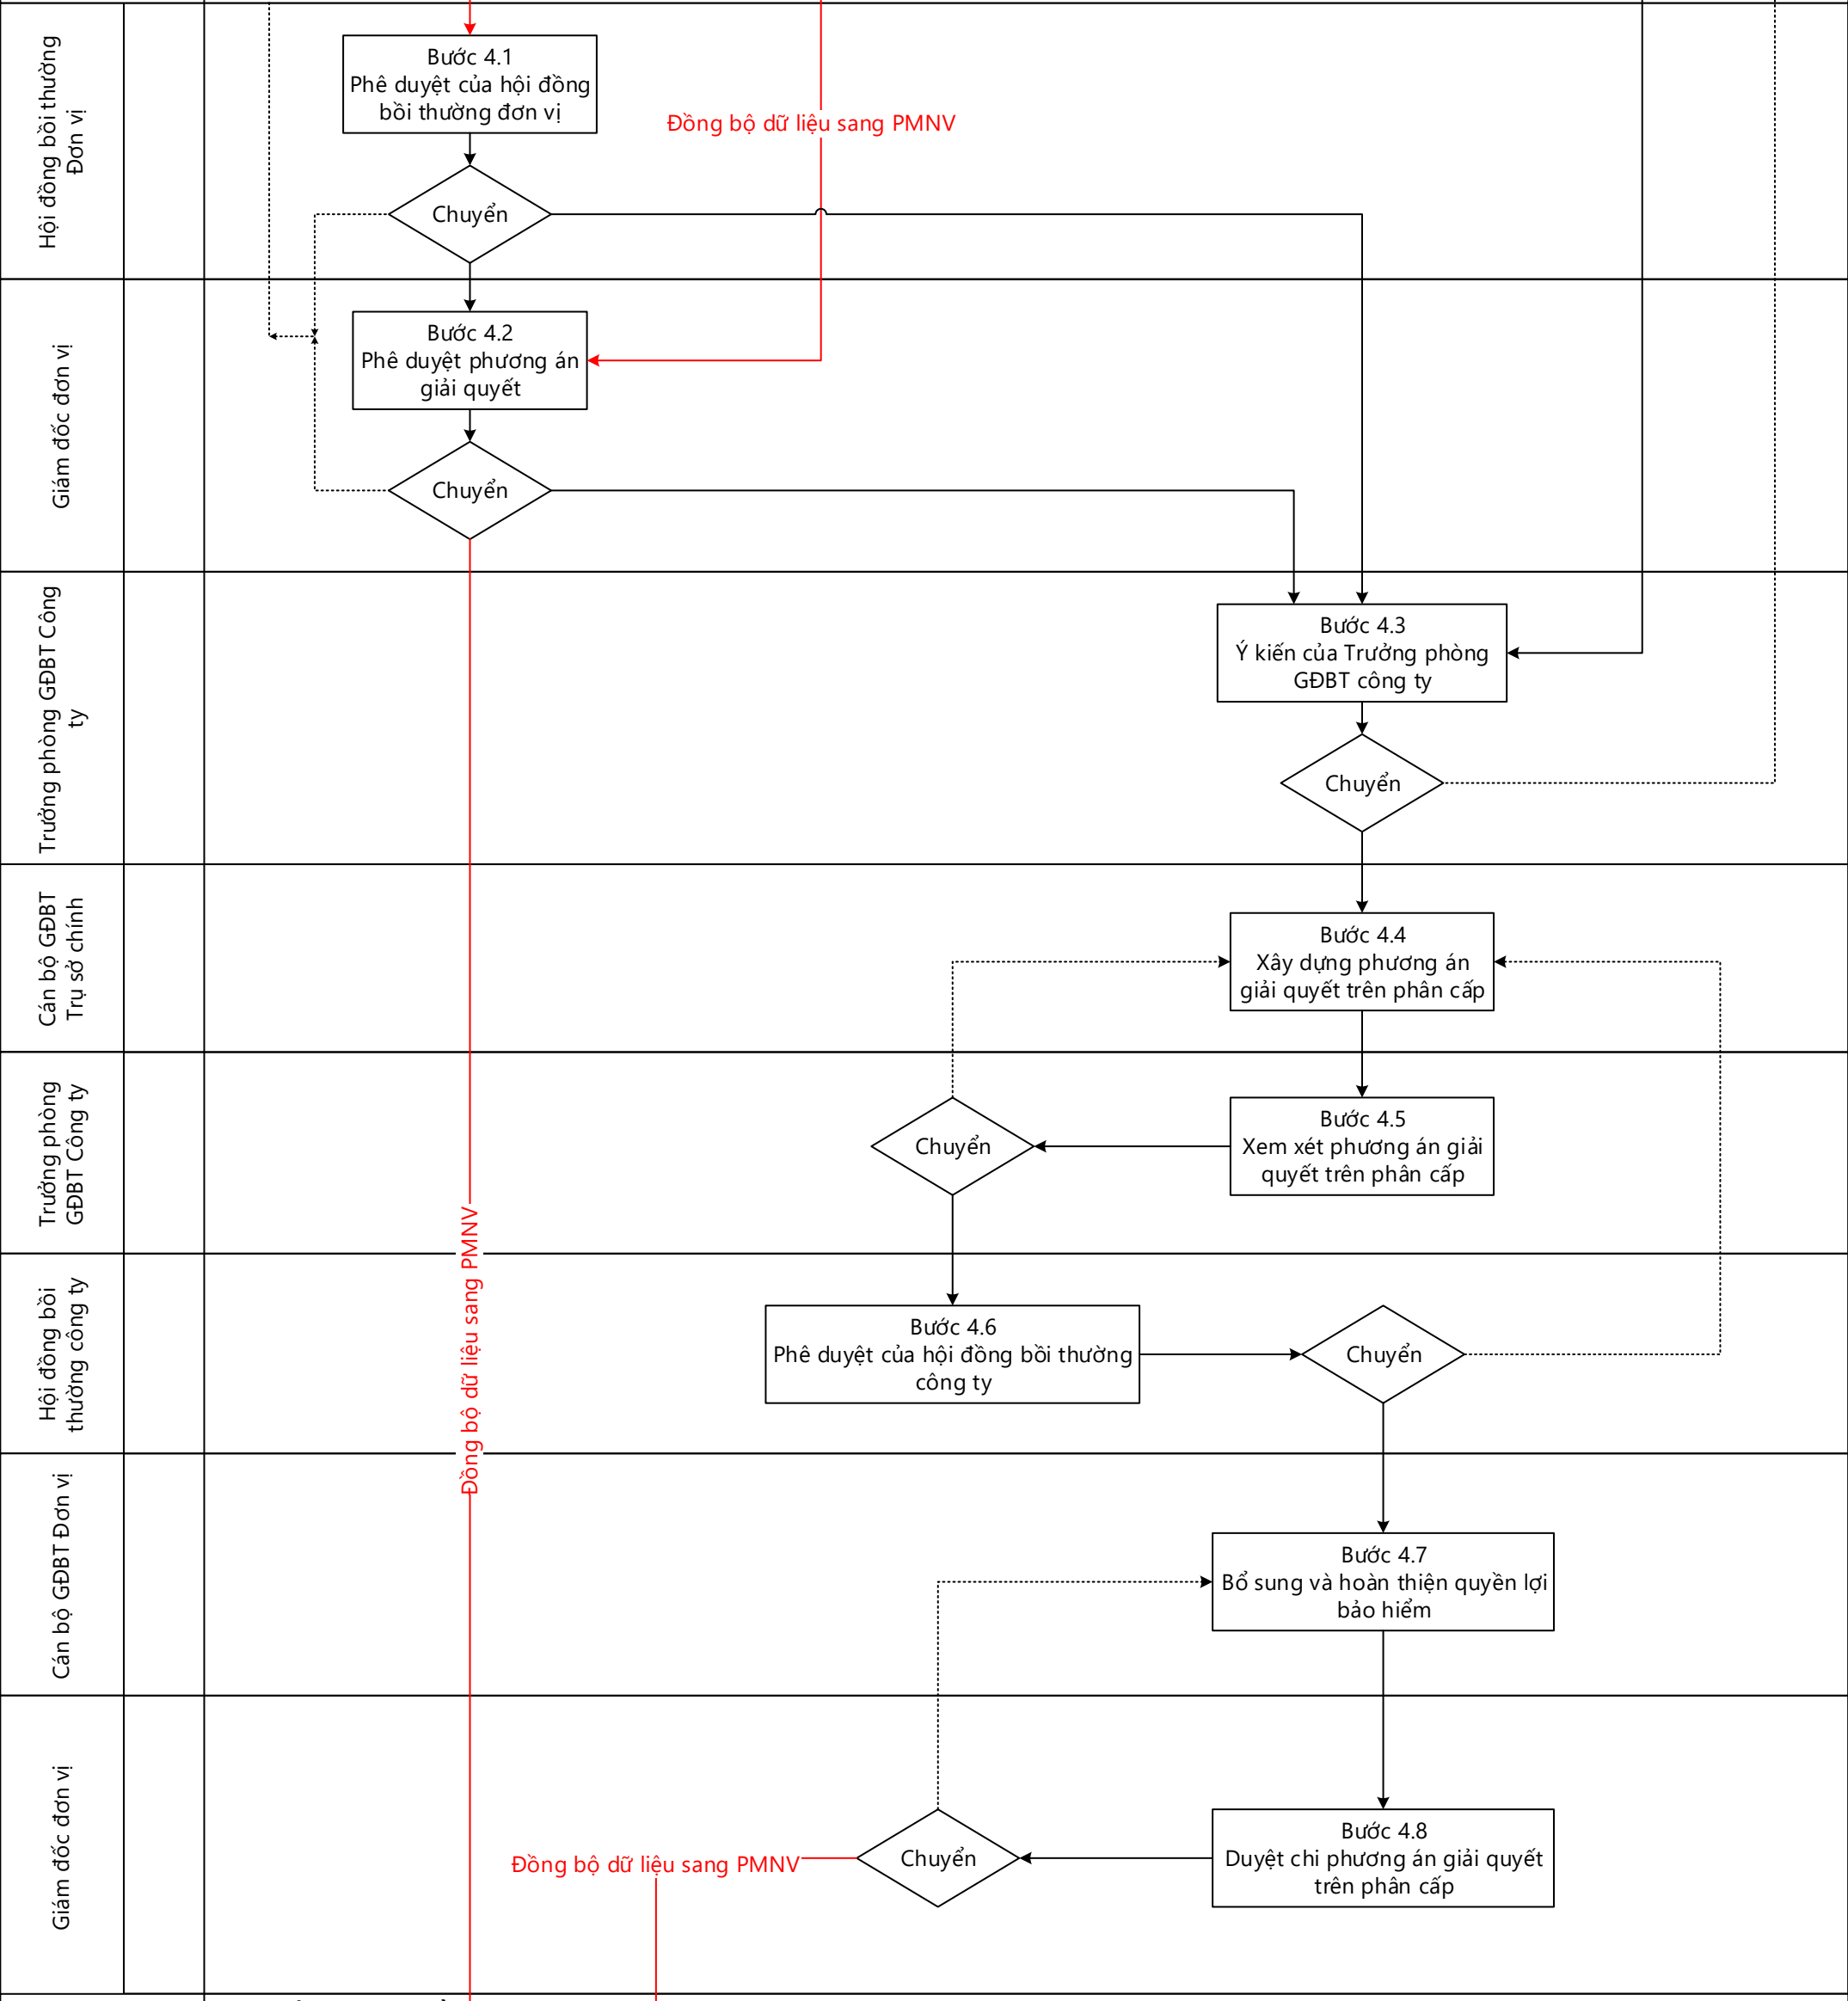 Hội đồng bồi thường
Đơn vị
Bước 4.1
Phê duyệt của hội đồng
bồi thường đơn vị
Đồng bộ dữ liệu sang PMNV
Chuyển
Giám đốc đơn vị
Bước 4.2
Phê duyệt phương án
giải quyết
Chuyển
Trưởng phòng GĐBT Công
ty
Bước 4.3
Ý kiến của Trưởng phòng
GĐBT công ty
Chuyển
Cán bộ GĐBT
Trụ sở chính
Bước 4.4
Xây dựng phương án
giải quyết trên phân cấp
Trưởng phòng
GĐBT Công ty
Chuyển
Bước 4.5
Xem xét phương án giải
quyết trên phân cấp
Đồng bộ dữ liệu sang PMNV
Hội đồng bồi
thường công ty
Bước 4.6
Phê duyệt của hội đồng bồi thường
công ty
Chuyển
Cán bộ GĐBT Đơn vị
Bước 4.7
Bổ sung và hoàn thiện quyền lợi
bảo hiểm
Giám đốc đơn vị
Đồng bộ dữ liệu sang PMNV
Chuyển
Bước 4.8
Duyệt chi phương án giải quyết
trên phân cấp